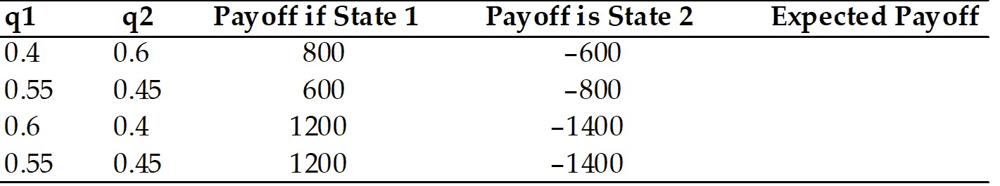 q1 q2 Payoff if State 1 Payoff is State 2 Expected Payoff
0.4 0.6 800 –600
0.55 0.45 600 –800
0.6 0.4 1200 –1400
0.55 0.45 1200 –1400